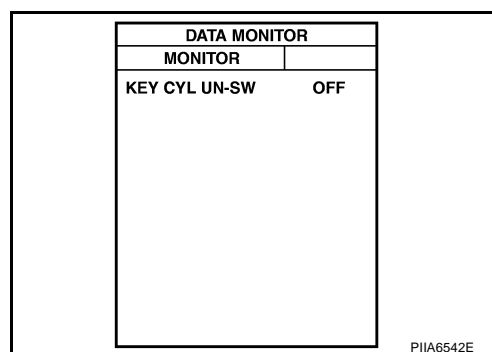 DATA MONITOR
MONITOR
KEY CYL UN-SW OFF
PIIA6542E